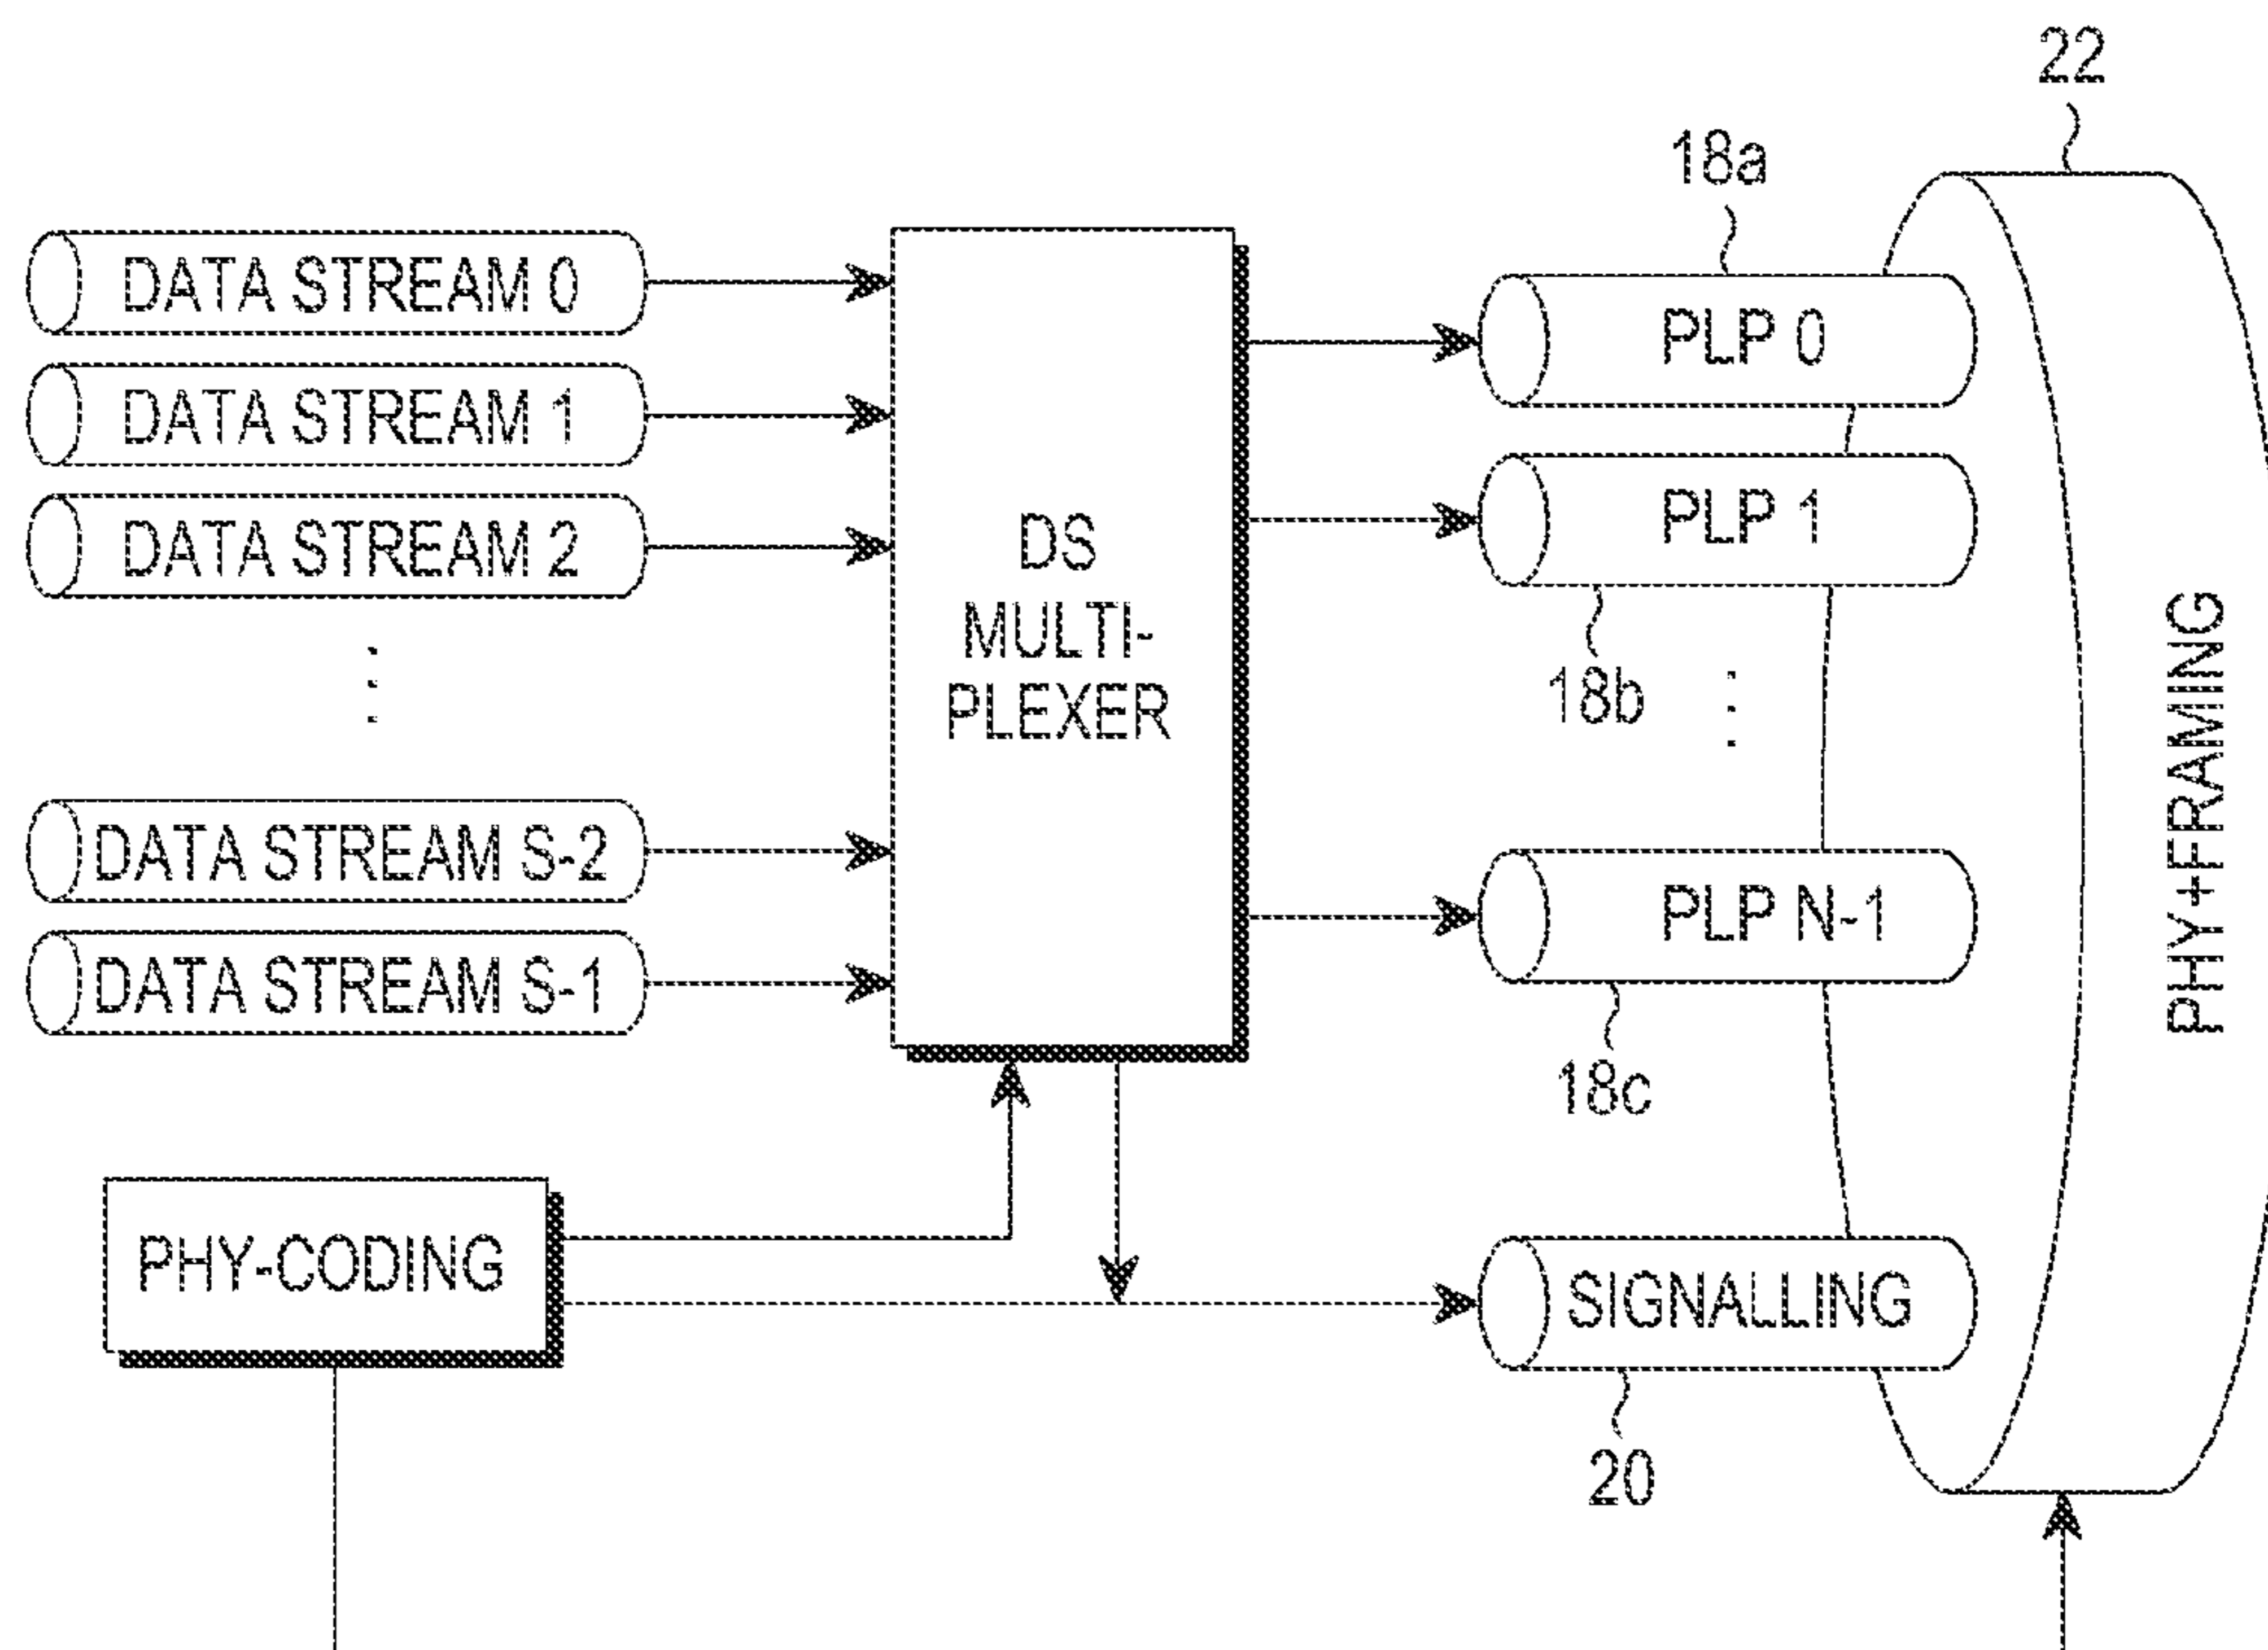 22
18a
DATA STREAM 0
PLP 0
DATA STREAM 1
PLP 1
DATA STREAM 2
DS
MULTI-
PLEXER
18b
PHY+FRAMING
DATA STREAM S-2
PLP N-1
DATA STREAM S-1
18c
PHY-CODING
SIGNALLING
20